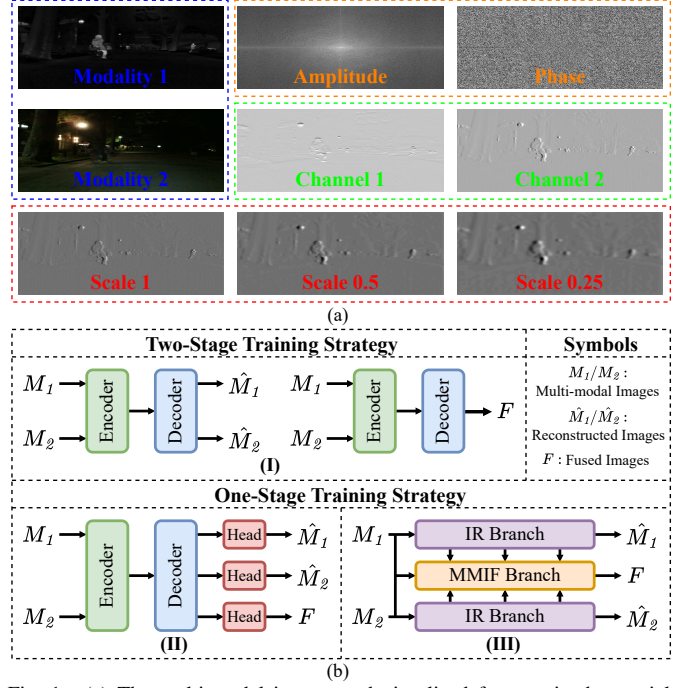 Modality 1
Amplitude
Phase
Modality 2
Channel 1
Channel 2
Scale 1
Scale 0.5
Scale 0.25
(a)
Two-Stage Training Strategy
Symbols
M₁
M₂
Encoder
Decoder
M̂₁
M̂₂
M₁
M₂
Encoder
Decoder
F
(I)
M₁/M₂ :
Multi-modal Images
M̂₁/M̂₂ :
Reconstructed Images
F : Fused Images
One-Stage Training Strategy
M₁
M₂
Encoder
Decoder
Head
M̂₁
Head
M̂₂
Head
F
(II)
M₁
IR Branch
M̂₁
MMIF Branch
F
M₂
IR Branch
M̂₂
(III)
(b)